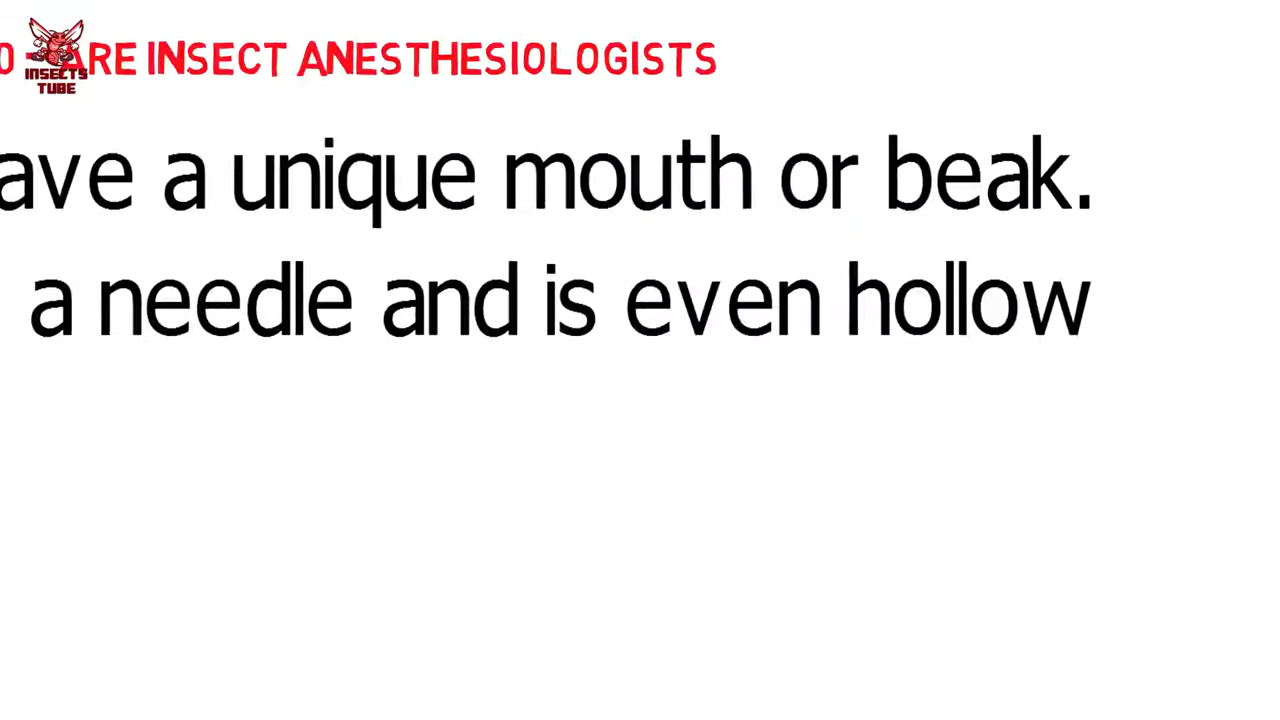 ARE INSECT ANESTHESIOLOGISTS
INSECTS
TUBE
ave a unique mouth or beak.
a needle and is even hollow